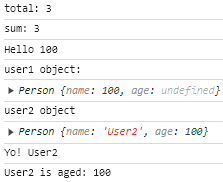 total: 3
sum: 3
Hello 100
user1 object:
▶ Person {name: 100, age: undefined}
user2 object
▶ Person {name: 'User2', age: 100}
Yo! User2
User2 is aged: 100